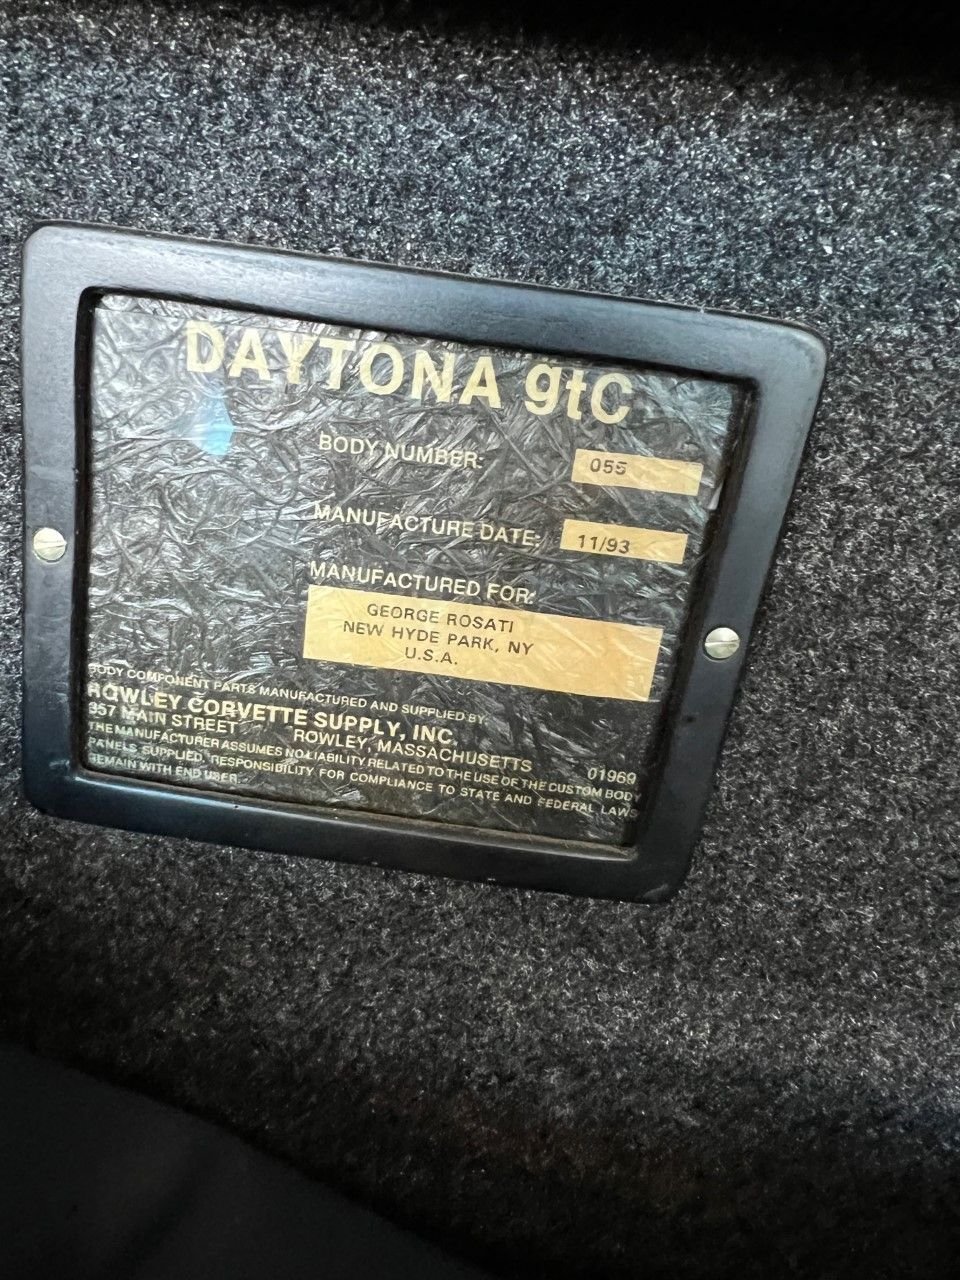 DAYTONA gtC
BODY NUMBER: 055
MANUFACTURE DATE: 11/93
MANUFACTURED FOR:
GEORGE ROSATI
NEW HYDE PARK, NY
U.S.A.
BODY COMPONENT PARTS MANUFACTURED AND SUPPLIED BY:
ROWLEY CORVETTE SUPPLY, INC.
357 MAIN STREET ROWLEY, MASSACHUSETTS 01969
THE MANUFACTURER ASSUMES NO LIABILITY RELATED TO THE USE OF THE CUSTOM BODY
PANELS SUPPLIED. RESPONSIBILITY FOR COMPLIANCE TO STATE AND FEDERAL LAWS
REMAIN WITH END USER.